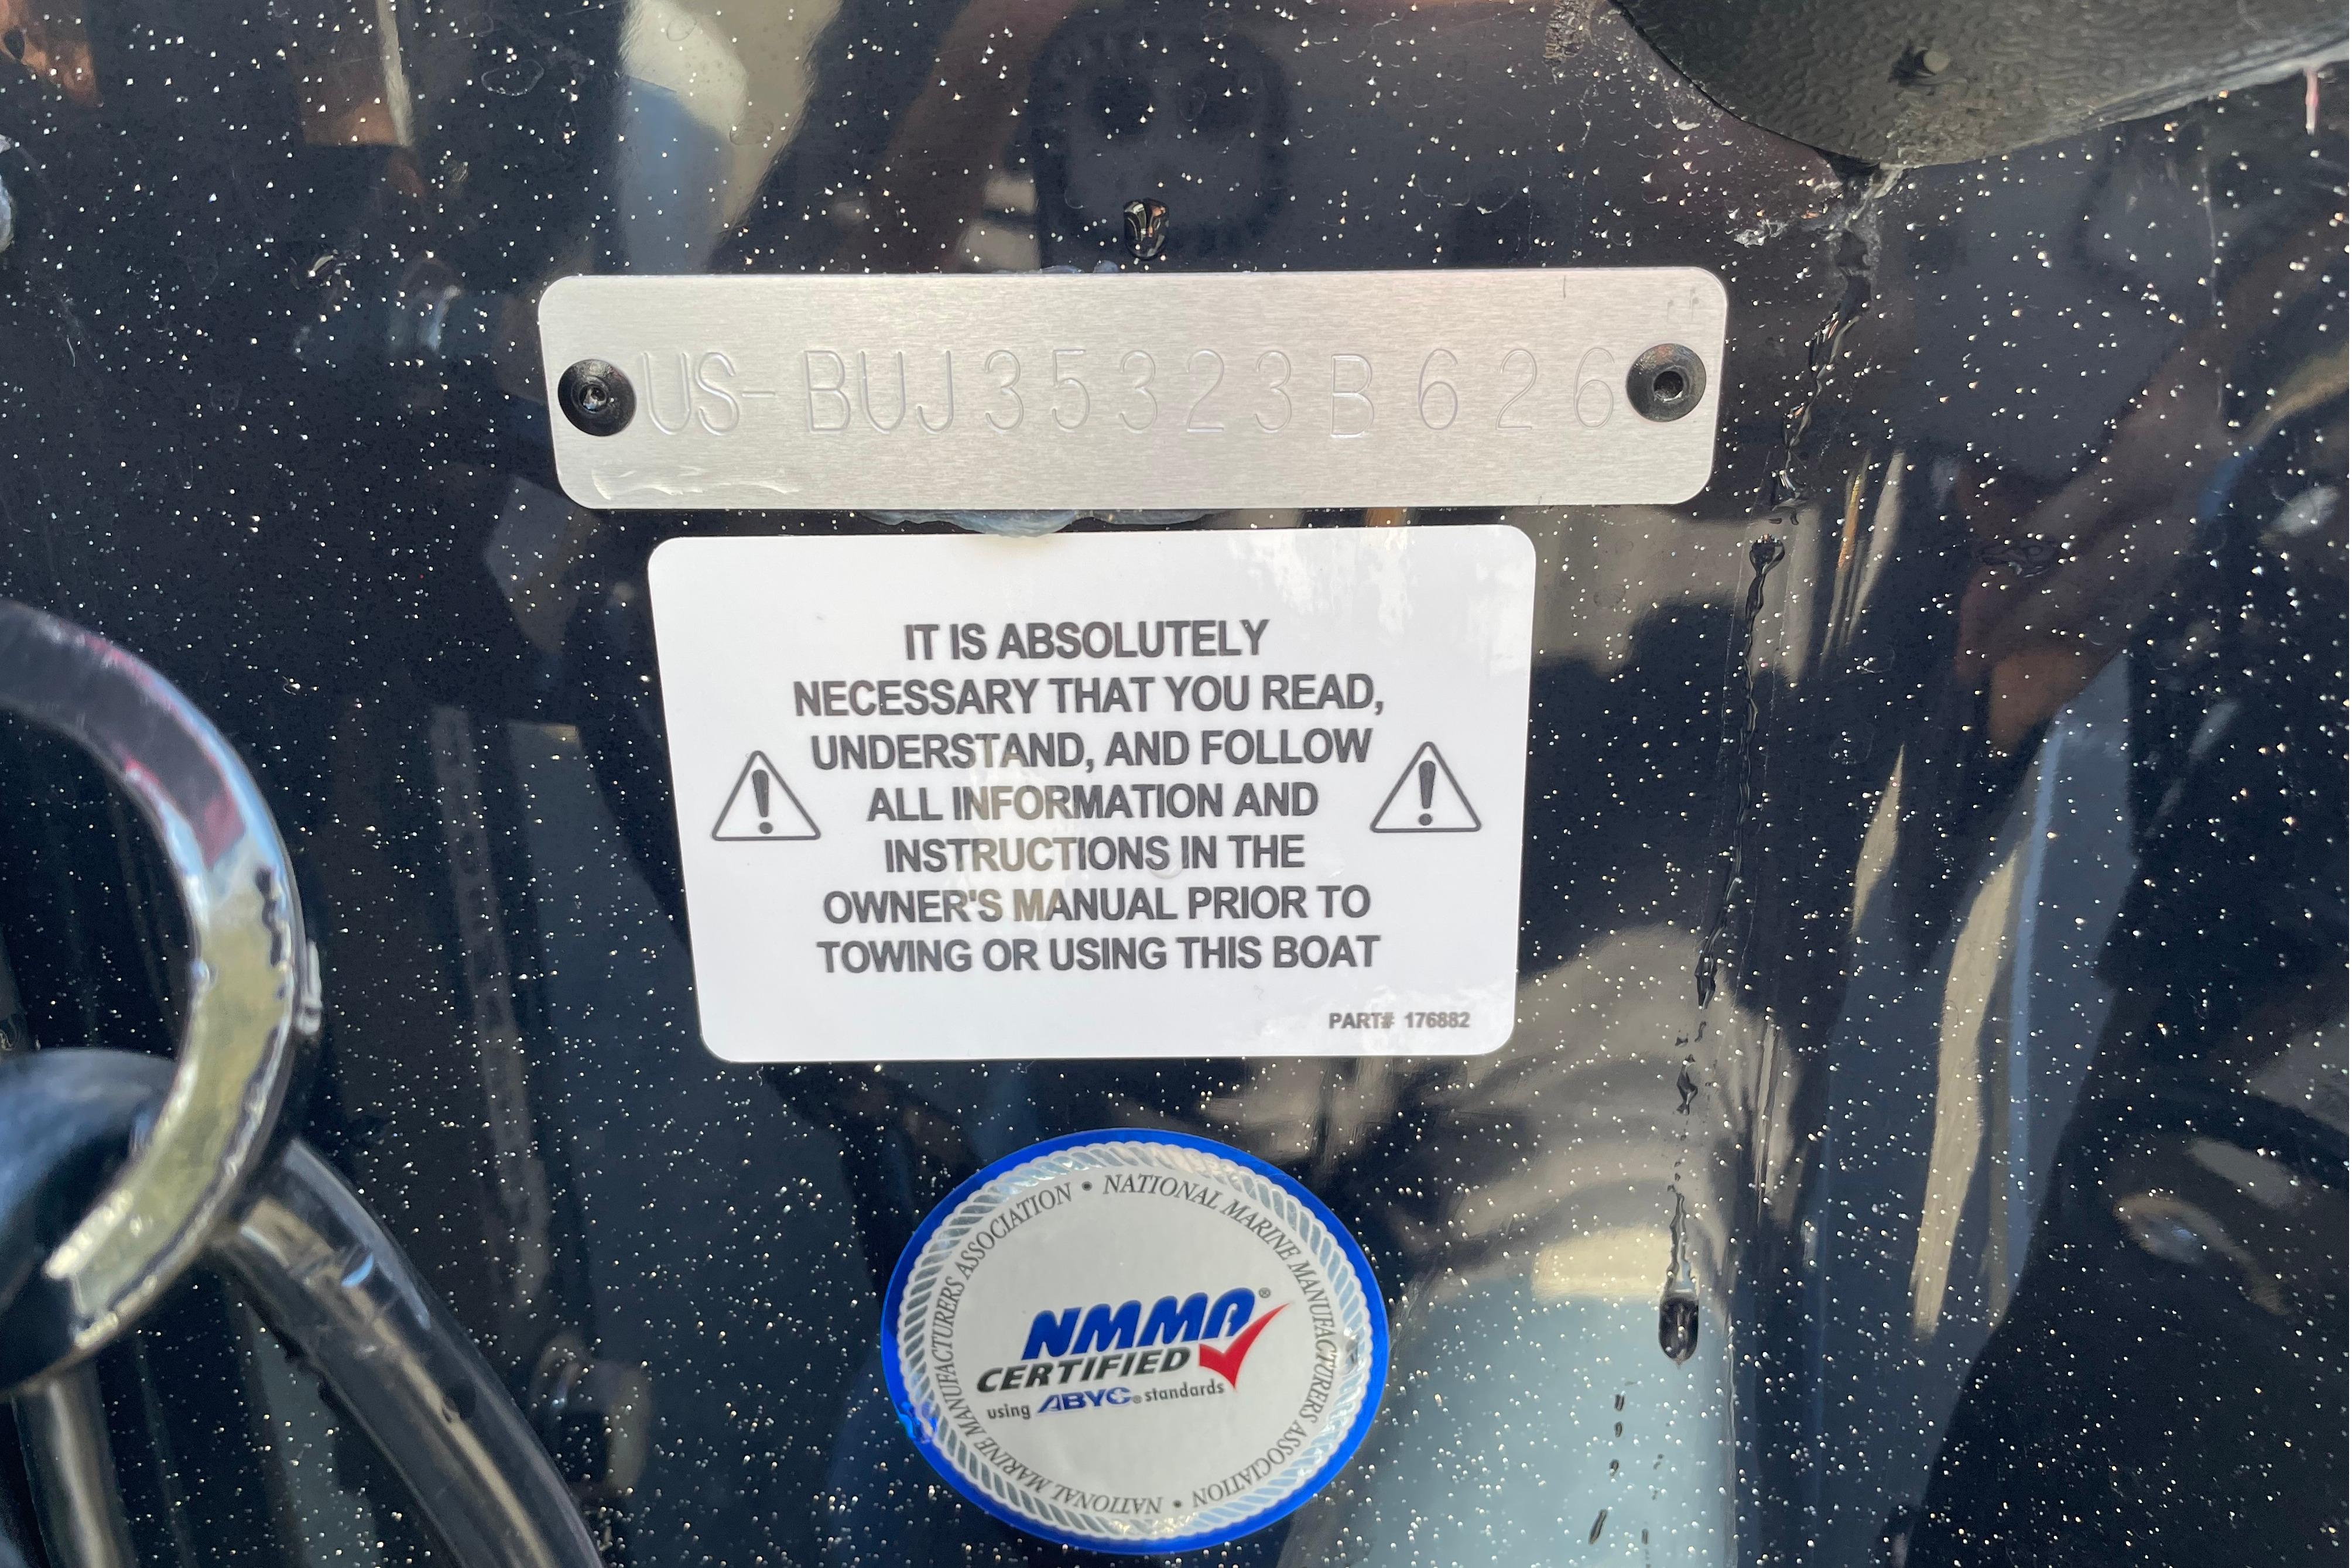 US-BUJ35323B626
IT IS ABSOLUTELY
NECESSARY THAT YOU READ,
UNDERSTAND, AND FOLLOW
ALL INFORMATION AND
INSTRUCTIONS IN THE
OWNER'S MANUAL PRIOR TO
TOWING OR USING THIS BOAT
PART# 176882
• NATIONAL MARINE MANUFACTURERS ASSOCIATION • NATIONAL MARINE MANUFACTURERS ASSOCIATION
NMMA®
CERTIFIED
using ABYC® standards